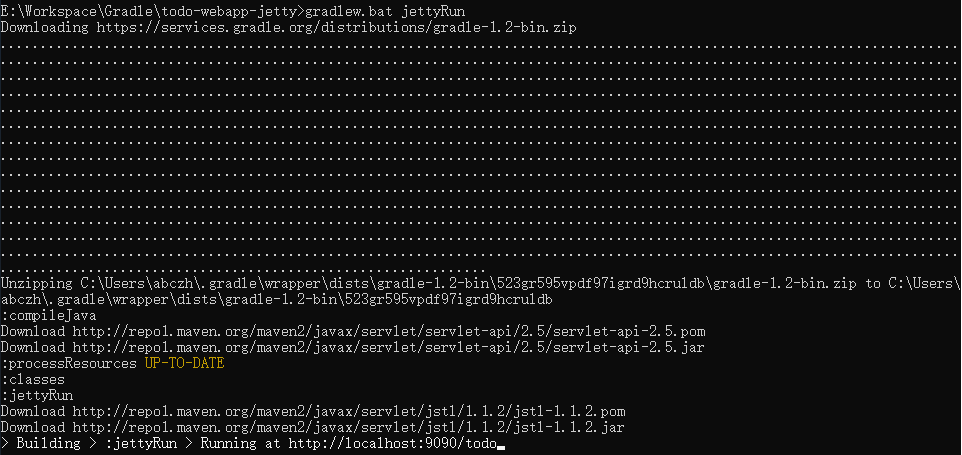 E:\Workspace\Gradle\todo-webapp-jetty>gradlew.bat jettyRun
Downloading https://services.gradle.org/distributions/gradle-1.2-bin.zip
........................................................................................................................
........................................................................................................................
........................................................................................................................
........................................................................................................................
........................................................................................................................
........................................................................................................................
........................................................................................................................
........................................................................................................................
........................................................................................................................
........................................................................................................................
........................................................................................................................
........................................................................................................................
........................................................................................................................
........................................................................................................................
.............................................................
Unzipping C:\Users\abczh\.gradle\wrapper\dists\gradle-1.2-bin\523gr595vpdf97igrd9hcruldb\gradle-1.2-bin.zip to C:\Users\
abczh\.gradle\wrapper\dists\gradle-1.2-bin\523gr595vpdf97igrd9hcruldb
:compileJava
Download http://repo1.maven.org/maven2/javax/servlet/servlet-api/2.5/servlet-api-2.5.pom
Download http://repo1.maven.org/maven2/javax/servlet/servlet-api/2.5/servlet-api-2.5.jar
:processResources UP-TO-DATE
:classes
:jettyRun
Download http://repo1.maven.org/maven2/javax/servlet/jstl/1.1.2/jstl-1.1.2.pom
Download http://repo1.maven.org/maven2/javax/servlet/jstl/1.1.2/jstl-1.1.2.jar
> Building > :jettyRun > Running at http://localhost:9090/todo